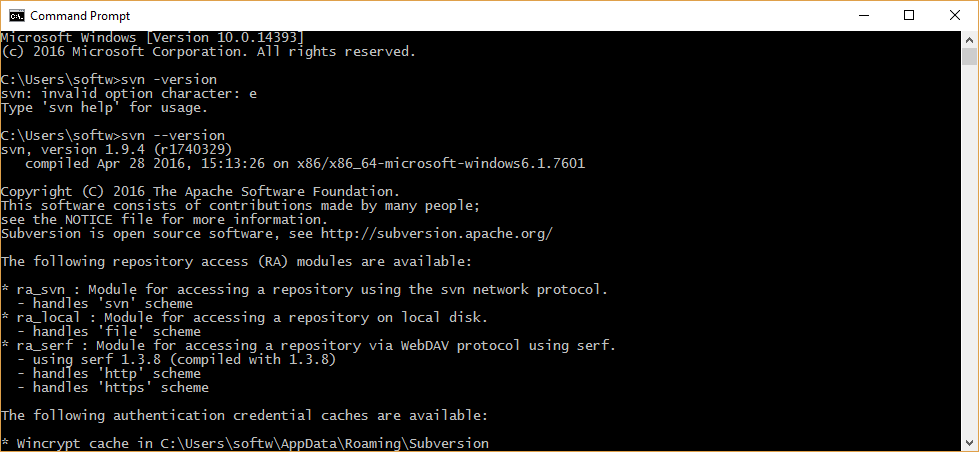 Command Prompt
Microsoft Windows [Version 10.0.14393]
(c) 2016 Microsoft Corporation. All rights reserved.
C:\Users\softw>svn -version
svn: invalid option character: e
Type 'svn help' for usage.
C:\Users\softw>svn --version
svn, version 1.9.4 (r1740329)
   compiled Apr 28 2016, 15:13:26 on x86/x86_64-microsoft-windows6.1.7601
Copyright (C) 2016 The Apache Software Foundation.
This software consists of contributions made by many people;
see the NOTICE file for more information.
Subversion is open source software, see http://subversion.apache.org/
The following repository access (RA) modules are available:
* ra_svn : Module for accessing a repository using the svn network protocol.
  - handles 'svn' scheme
* ra_local : Module for accessing a repository on local disk.
  - handles 'file' scheme
* ra_serf : Module for accessing a repository via WebDAV protocol using serf.
  - using serf 1.3.8 (compiled with 1.3.8)
  - handles 'http' scheme
  - handles 'https' scheme
The following authentication credential caches are available:
* Wincrypt cache in C:\Users\softw\AppData\Roaming\Subversion